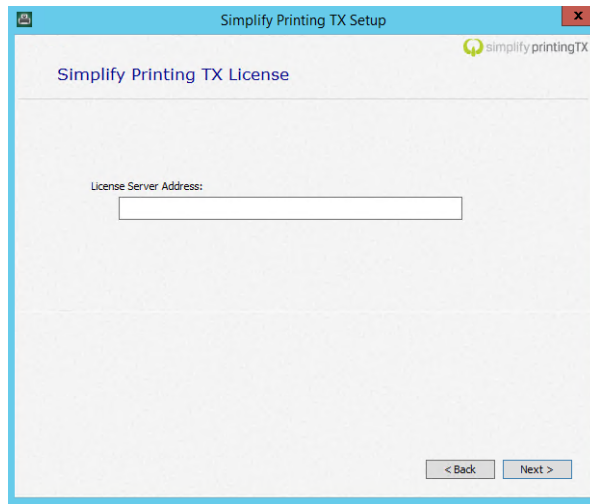 Simplify Printing TX Setup
x
simplify printingTX
Simplify Printing TX License
License Server Address:
< Back
Next >